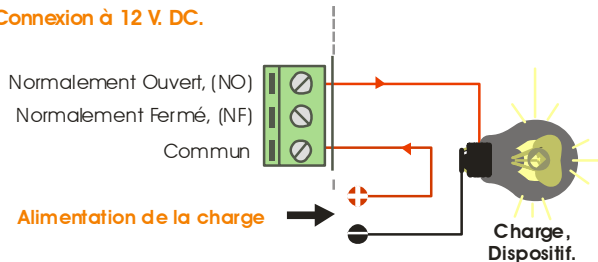 Connexion à 12 V. DC.
Normalement Ouvert, (NO)
Normalement Fermé, (NF)
Commun
Alimentation de la charge
Charge,
Dispositif.